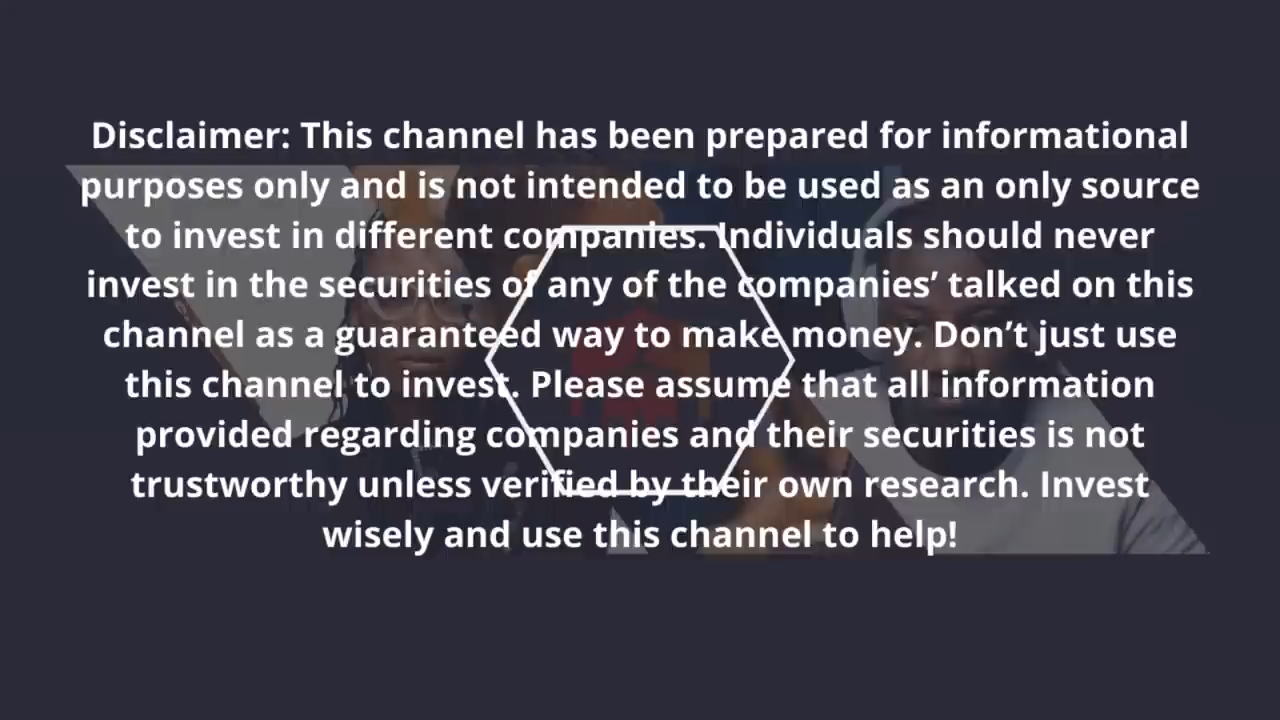 Disclaimer: This channel has been prepared for informational
purposes only and is not intended to be used as an only source
to invest in different companies. Individuals should never
invest in the securities of any of the companies’ talked on this
channel as a guaranteed way to make money. Don’t just use
this channel to invest. Please assume that all information
provided regarding companies and their securities is not
trustworthy unless verified by their own research. Invest
wisely and use this channel to help!